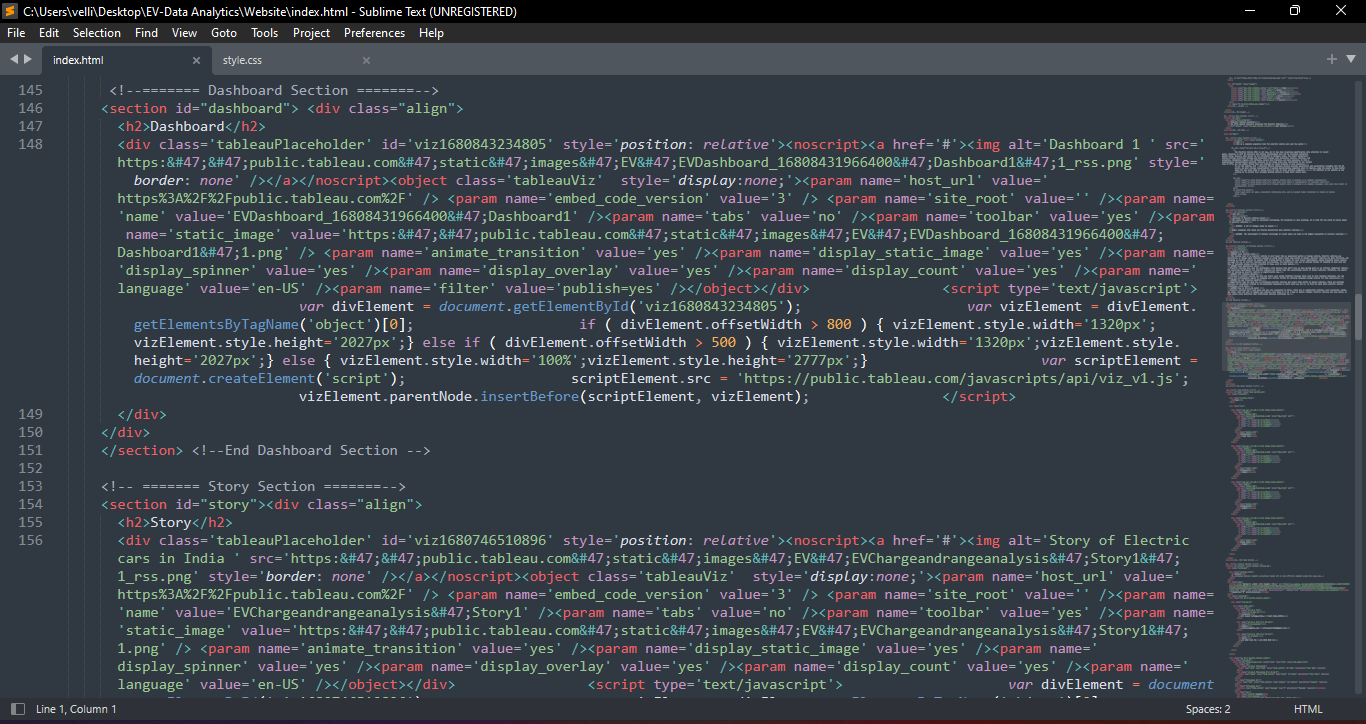 C:\Users\velli\Desktop\EV-Data Analytics\Website\index.html - Sublime Text (UNREGISTERED)
File Edit Selection Find View Goto Tools Project Preferences Help
index.html × style.css ×
145 <!--======= Dashboard Section =======-->
146 <section id="dashboard"> <div class="align">
147 <h2>Dashboard</h2>
148 <div class='tableauPlaceholder' id='viz1680843234805' style='position: relative'><noscript><a href='#'><img alt='Dashboard 1 ' src='
https:&#47;&#47;public.tableau.com&#47;static&#47;images&#47;EV&#47;EVDashboard_16808431966400&#47;Dashboard1&#47;1_rss.png' style='
border: none' /></a></noscript><object class='tableauViz'  style='display:none;'><param name='host_url' value='
https%3A%2F%2Fpublic.tableau.com%2F' /> <param name='embed_code_version' value='3' /> <param name='site_root' value='' /><param name=
'name' value='EVDashboard_16808431966400&#47;Dashboard1' /><param name='tabs' value='no' /><param name='toolbar' value='yes' /><param
name='static_image' value='https:&#47;&#47;public.tableau.com&#47;static&#47;images&#47;EV&#47;EVDashboard_16808431966400&#47;
Dashboard1&#47;1.png' /> <param name='animate_transition' value='yes' /><param name='display_static_image' value='yes' /><param name=
'display_spinner' value='yes' /><param name='display_overlay' value='yes' /><param name='display_count' value='yes' /><param name='
language' value='en-US' /><param name='filter' value='publish=yes' /></object></div> <script type='text/javascript'>
var divElement = document.getElementById('viz1680843234805'); var vizElement = divElement.
getElementsByTagName('object')[0]; if ( divElement.offsetWidth > 800 ) { vizElement.style.width='1320px';
vizElement.style.height='2027px';} else if ( divElement.offsetWidth > 500 ) { vizElement.style.width='1320px';vizElement.style.
height='2027px';} else { vizElement.style.width='100%';vizElement.style.height='2777px';} var scriptElement =
document.createElement('script'); scriptElement.src = 'https://public.tableau.com/javascripts/api/viz_v1.js';
vizElement.parentNode.insertBefore(scriptElement, vizElement); </script>
149 </div>
150 </div>
151 </section> <!--End Dashboard Section -->
152
153 <!-- ======= Story Section =======-->
154 <section id="story"><div class="align">
155 <h2>Story</h2>
156 <div class='tableauPlaceholder' id='viz1680746510896' style='position: relative'><noscript><a href='#'><img alt='Story of Electric
cars in India ' src='https:&#47;&#47;public.tableau.com&#47;static&#47;images&#47;EV&#47;EVChargeandrangeanalysis&#47;Story1&#47;
1_rss.png' style='border: none' /></a></noscript><object class='tableauViz'  style='display:none;'><param name='host_url' value='
https%3A%2F%2Fpublic.tableau.com%2F' /> <param name='embed_code_version' value='3' /> <param name='site_root' value='' /><param name=
'name' value='EVChargeandrangeanalysis&#47;Story1' /><param name='tabs' value='no' /><param name='toolbar' value='yes' /><param name=
'static_image' value='https:&#47;&#47;public.tableau.com&#47;static&#47;images&#47;EV&#47;EVChargeandrangeanalysis&#47;Story1&#47;
1.png' /> <param name='animate_transition' value='yes' /><param name='display_static_image' value='yes' /><param name='
display_spinner' value='yes' /><param name='display_overlay' value='yes' /><param name='display_count' value='yes' /><param name='
language' value='en-US' /></object></div> <script type='text/javascript'> var divElement = document
Line 1, Column 1 Spaces: 2 HTML